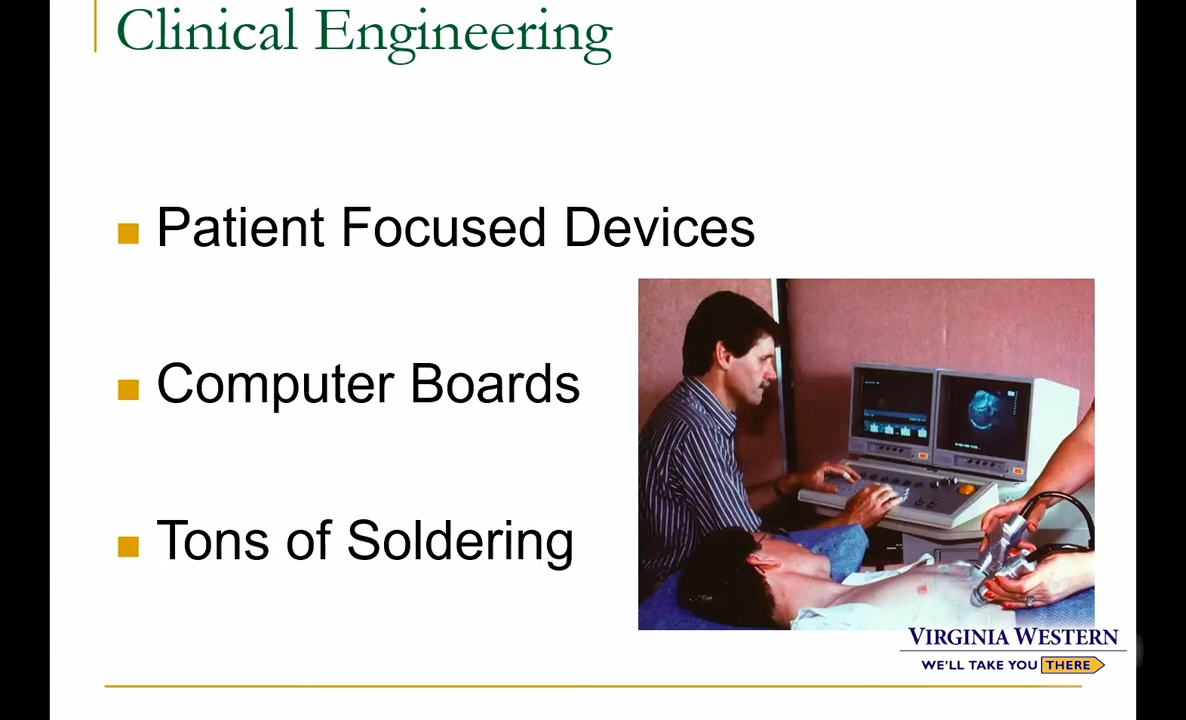 Clinical Engineering
Patient Focused Devices
Computer Boards
Tons of Soldering
VIRGINIA WESTERN
WE'LL TAKE YOU THERE